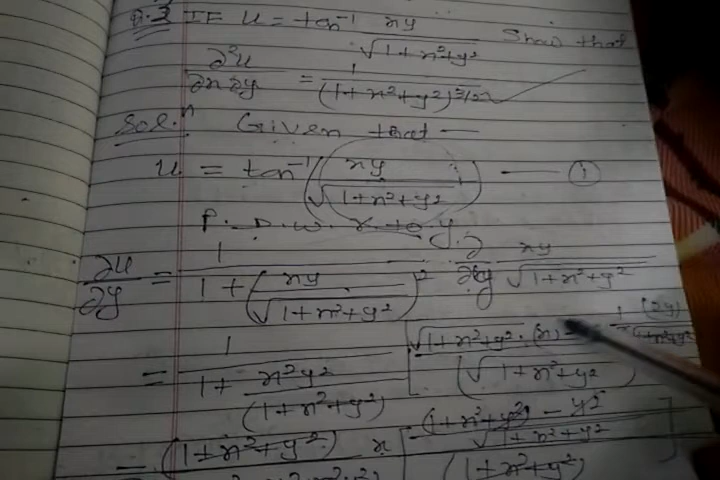 Q.3 If u = tan⁻¹ xy / √1+x²+y² Show that
∂²u/∂x∂y = 1/(1+x²+y²)^3/2
Sol.ⁿ Given that —
u = tan⁻¹ (xy / √1+x²+y²) — ①
P. D. w. r. to y.
∂u/∂y = 1 / 1+(xy / √1+x²+y²)² · ∂/∂y xy / √1+x²+y²
= 1 / 1+ x²y²/(1+x²+y²) [√1+x²+y² · (x) (2y) / (√1+x²+y²)
= (1+x²+y²) x [(1+x²+y²) - y² / √1+x²+y² / (1+x²+y²)]